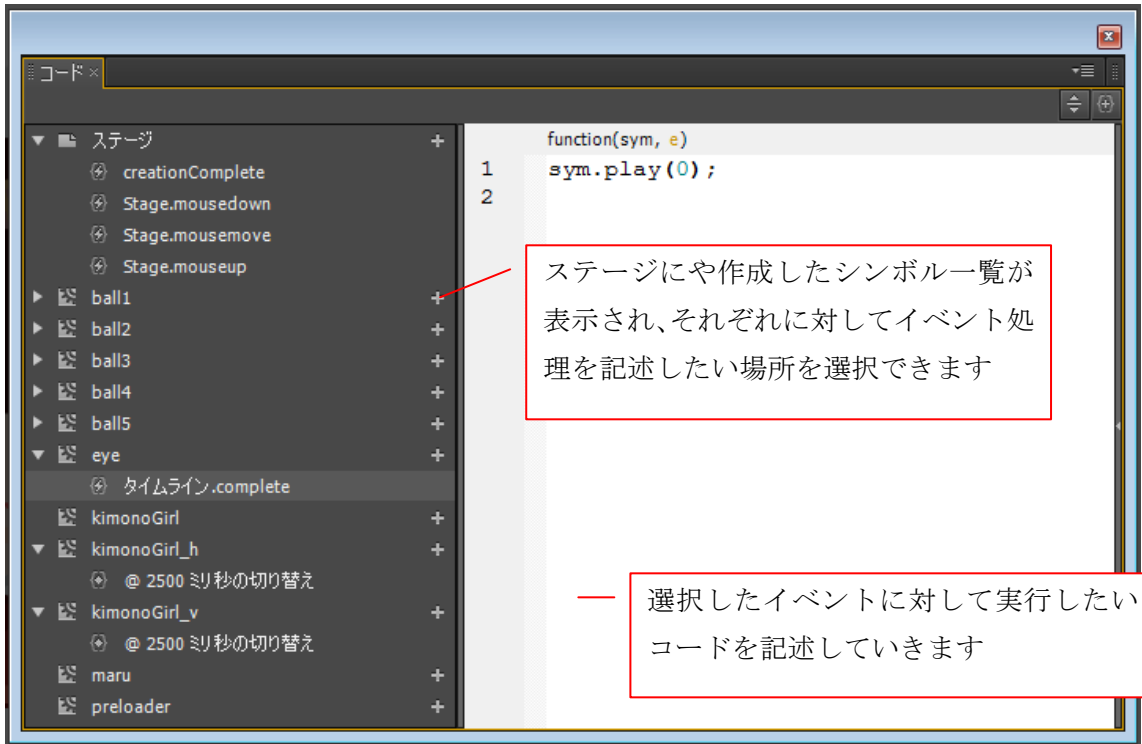 コード
ステージ
creationComplete
Stage.mousedown
Stage.mousemove
Stage.mouseup
ball1
ball2
ball3
ball4
ball5
eye
タイムライン.complete
kimonoGirl
kimonoGirl_h
@ 2500 ミリ秒の切り替え
kimonoGirl_v
@ 2500 ミリ秒の切り替え
maru
preloader
function(sym, e)
1 sym.play(0);
2
ステージにや作成したシンボル一覧が
表示され、それぞれに対してイベント処
理を記述したい場所を選択できます
選択したイベントに対して実行したい
コードを記述していきます